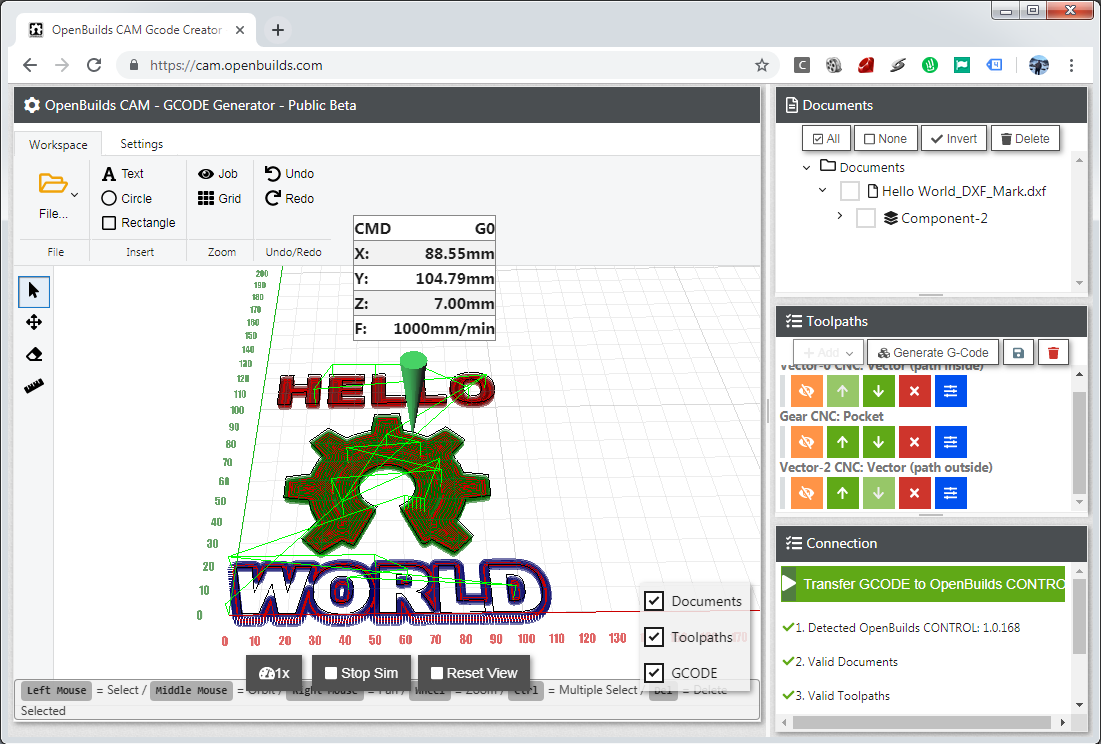 OpenBuilds CAM Gcode Creator
https://cam.openbuilds.com
C
4
OpenBuilds CAM - GCODE Generator - Public Beta
Workspace
Settings
File...
Text
Circle
Rectangle
Job
Grid
Undo
Redo
File
Insert
Zoom
Undo/Redo
CMD G0
X: 88.55mm
Y: 104.79mm
Z: 7.00mm
F: 1000mm/min
200
190
180
170
160
150
140
130
120
110
100
90
80
70
60
50
40
30
20
10
0
HELLO
WORLD
0 10 20 30 40 50 60 70 80 90 100 110 120 130
Documents
Toolpaths
GCODE
1x
Stop Sim
Reset View
Left Mouse = Select / Middle Mouse = Orbit / Right Mouse = Pan / Wheel = Zoom / Ctrl = Multiple Select / Del = Delete
Selected
Documents
All
None
Invert
Delete
Documents
Hello World_DXF_Mark.dxf
Component-2
Toolpaths
Add
Generate G-Code
Vector-0 CNC: Vector (path inside)
Gear CNC: Pocket
Vector-2 CNC: Vector (path outside)
Connection
Transfer GCODE to OpenBuilds CONTRO
1. Detected OpenBuilds CONTROL: 1.0.168
2. Valid Documents
3. Valid Toolpaths